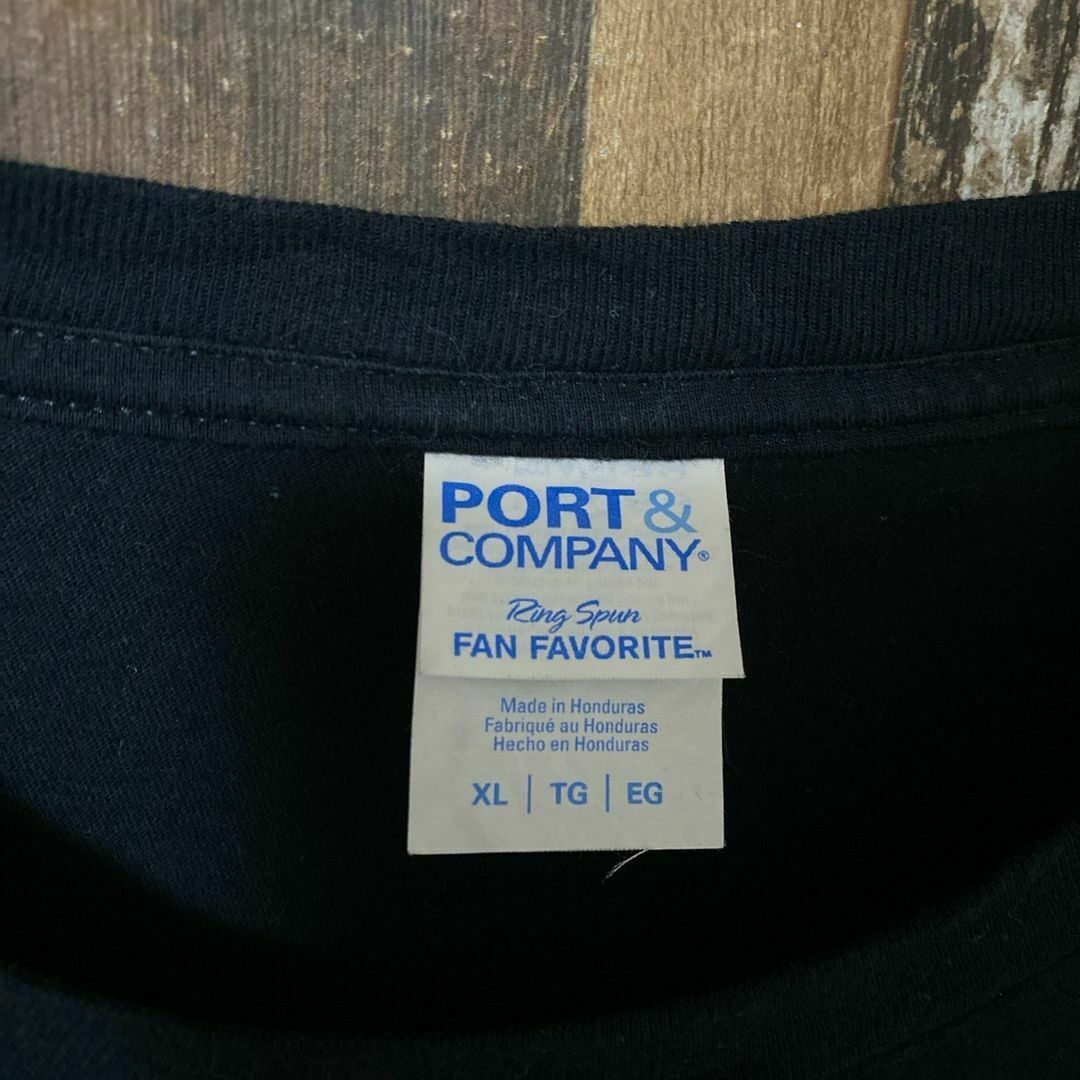 PORT &
COMPANY®
Ring Spun
FAN FAVORITE™
Made in Honduras
Fabriqué au Honduras
Hecho en Honduras
XL | TG | EG